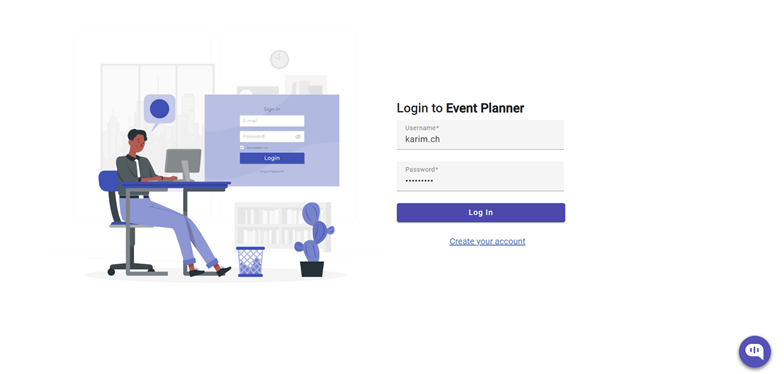 Sign in
E-mail
Password
Login
Login to Event Planner
Username*
karim.ch
Password*
•••••••••
Log In
Create your account